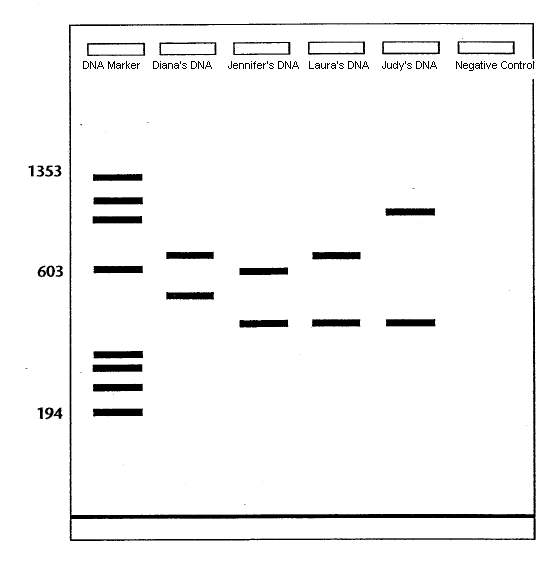 DNA Marker Diana's DNA Jennifer's DNA Laura's DNA Judy's DNA Negative Control
1353
603
194